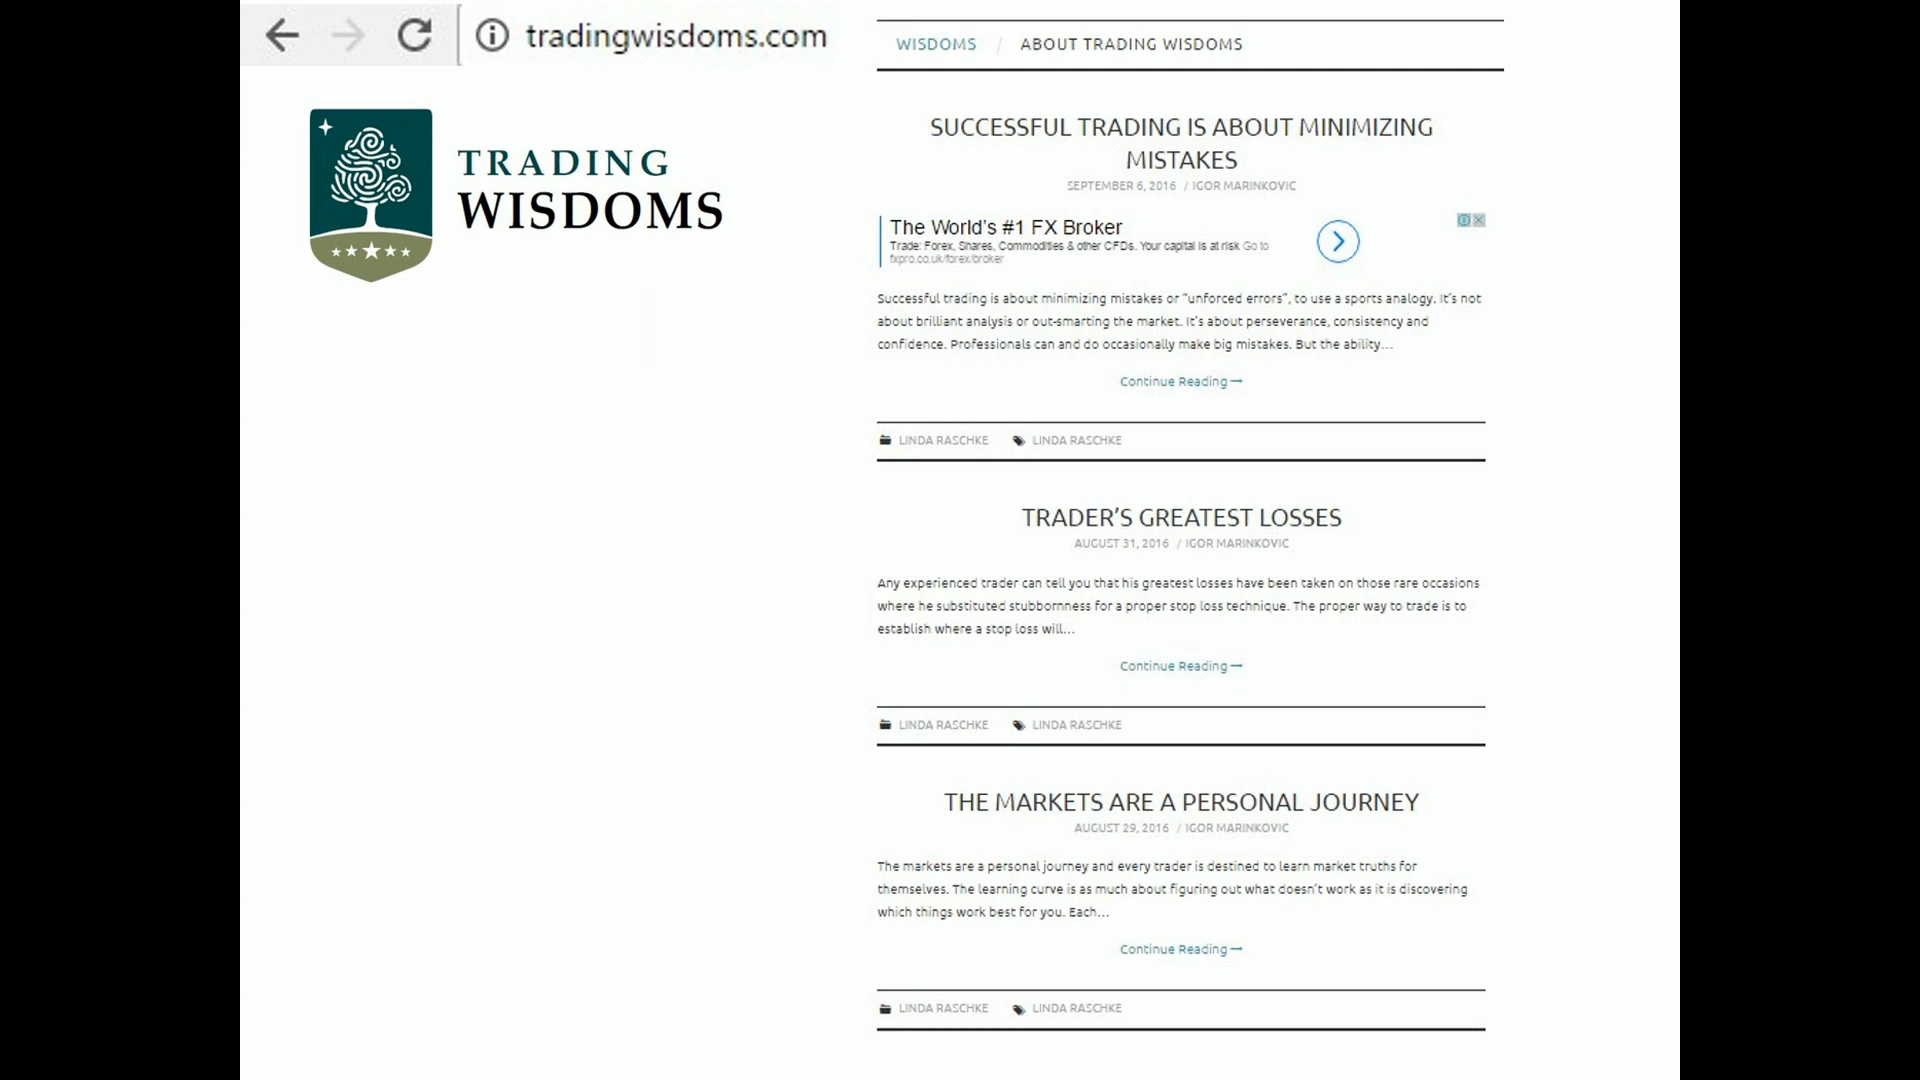 tradingwisdoms.com
TRADING
WISDOMS
WISDOMS / ABOUT TRADING WISDOMS
SUCCESSFUL TRADING IS ABOUT MINIMIZING
MISTAKES
SEPTEMBER 6, 2016 / IGOR MARINKOVIC
The World's #1 FX Broker
Trade: Forex, Shares, Commodities & other CFDs. Your capital is at risk Go to
fxpro.co.uk/forex/broker
Successful trading is about minimizing mistakes or "unforced errors", to use a sports analogy. It's not
about brilliant analysis or out-smarting the market. It's about perseverance, consistency and
confidence. Professionals can and do occasionally make big mistakes. But the ability...
Continue Reading →
LINDA RASCHKE LINDA RASCHKE
TRADER'S GREATEST LOSSES
AUGUST 31, 2016 / IGOR MARINKOVIC
Any experienced trader can tell you that his greatest losses have been taken on those rare occasions
where he substituted stubbornness for a proper stop loss technique. The proper way to trade is to
establish where a stop loss will...
Continue Reading →
LINDA RASCHKE LINDA RASCHKE
THE MARKETS ARE A PERSONAL JOURNEY
AUGUST 29, 2016 / IGOR MARINKOVIC
The markets are a personal journey and every trader is destined to learn market truths for
themselves. The learning curve is as much about figuring out what doesn't work as it is discovering
which things work best for you. Each...
Continue Reading →
LINDA RASCHKE LINDA RASCHKE